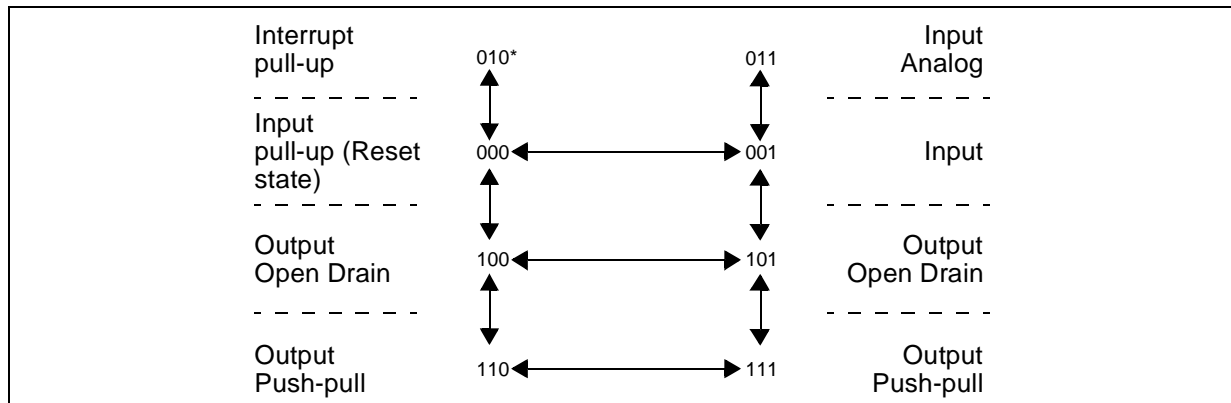 Interrupt
pull-up
010*
011
Input
Analog
Input
pull-up (Reset
state)
000
001
Input
Output
Open Drain
100
101
Output
Open Drain
Output
Push-pull
110
111
Output
Push-pull